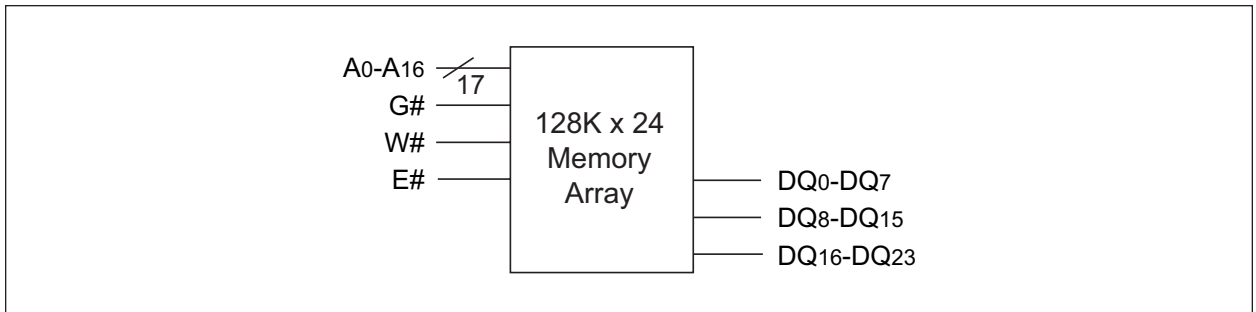 A0-A16
17
G#
W#
E#
128K x 24
Memory
Array
DQ0-DQ7
DQ8-DQ15
DQ16-DQ23